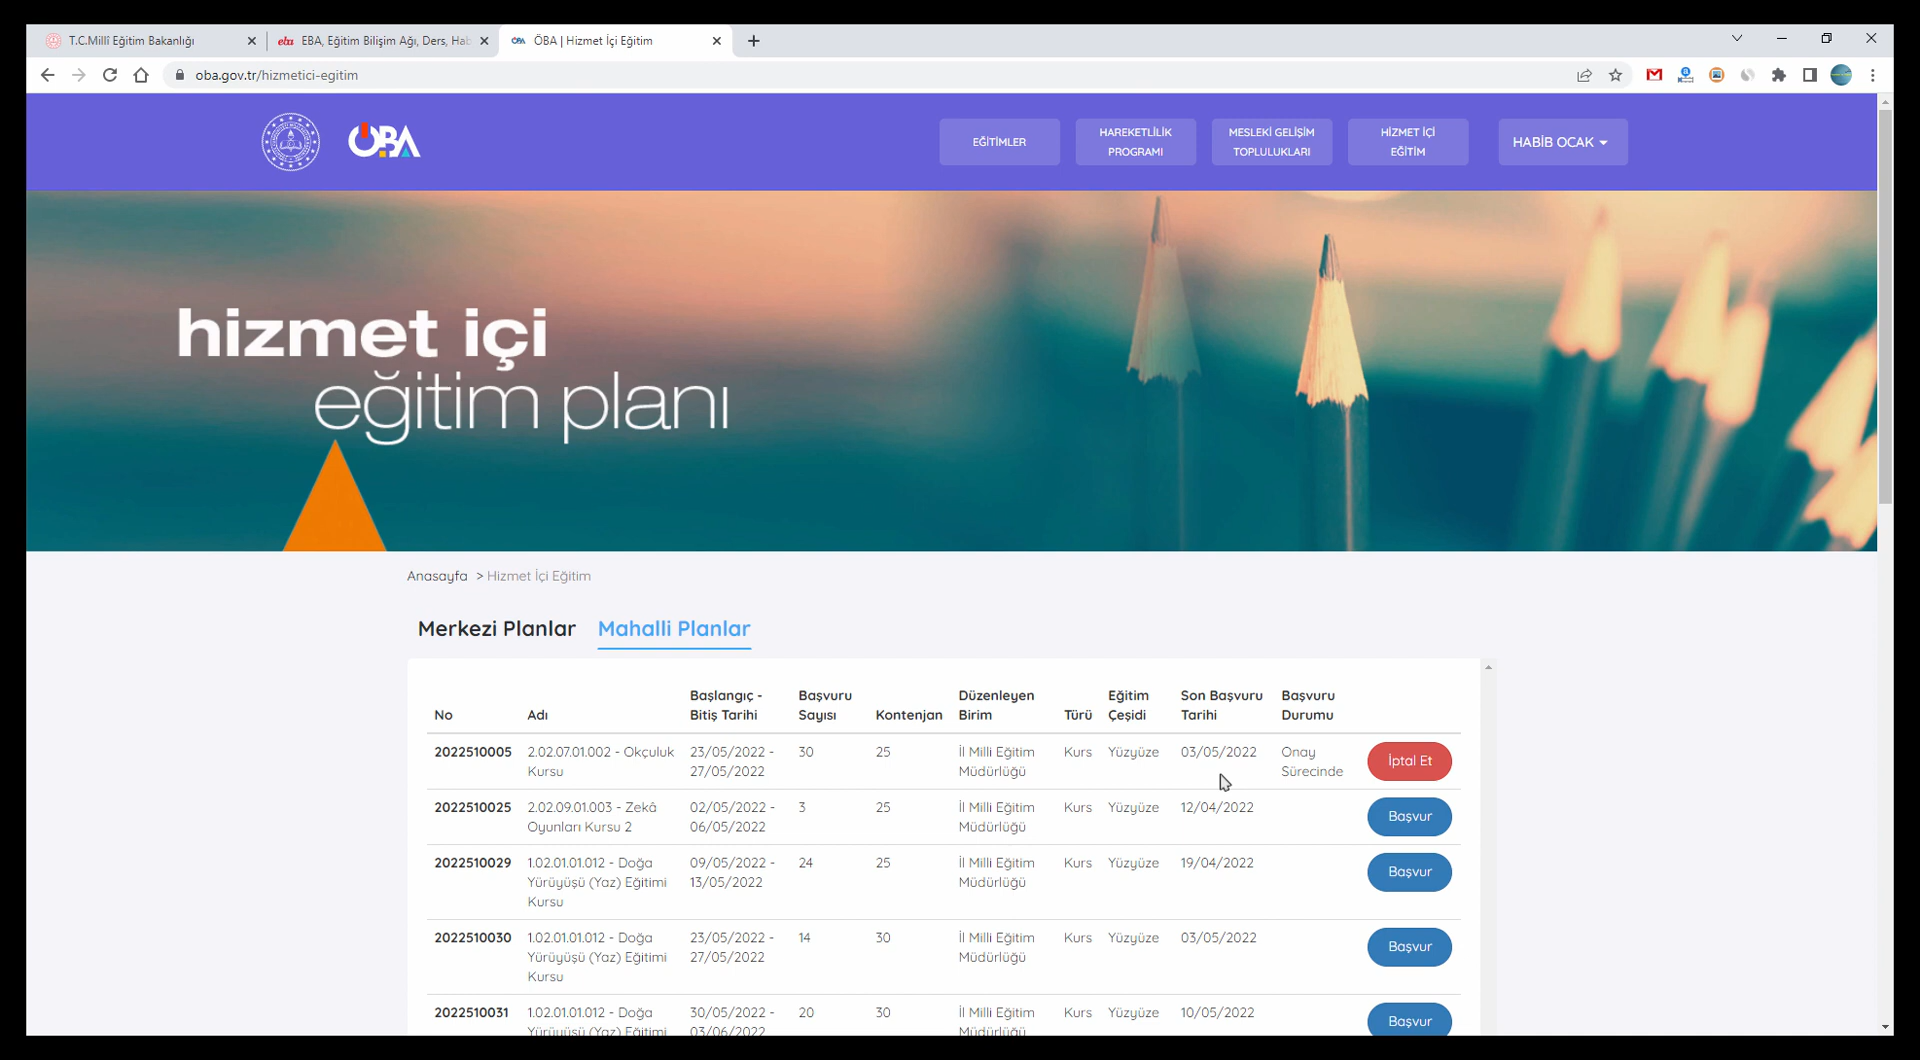 T.C.Millî Eğitim Bakanlığı
EBA, Eğitim Bilişim Ağı, Ders, Hab
ÖBA | Hizmet İçi Eğitim
oba.gov.tr/hizmetici-egitim
ÖBA
EĞİTİMLER
HAREKETLİLİK
PROGRAMI
MESLEKİ GELİŞİM
TOPLULUKLARI
HİZMET İÇİ
EĞİTİM
HABİB OCAK
hizmet içi
eğitim planı
Anasayfa > Hizmet İçi Eğitim
Merkezi Planlar Mahalli Planlar
Başlangıç - Başvuru Düzenleyen Eğitim Son Başvuru Başvuru
No Adı Bitiş Tarihi Sayısı Kontenjan Birim Türü Çeşidi Tarihi Durumu
2022510005 2.02.07.01.002 - Okçuluk 23/05/2022 - 30 25 İl Milli Eğitim Kurs Yüzyüze 03/05/2022 Onay İptal Et
Kursu 27/05/2022 Müdürlüğü Sürecinde
2022510025 2.02.09.01.003 - Zekâ 02/05/2022 - 3 25 İl Milli Eğitim Kurs Yüzyüze 12/04/2022 Başvur
Oyunları Kursu 2 06/05/2022 Müdürlüğü
2022510029 1.02.01.01.012 - Doğa 09/05/2022 - 24 25 İl Milli Eğitim Kurs Yüzyüze 19/04/2022 Başvur
Yürüyüşü (Yaz) Eğitimi 13/05/2022 Müdürlüğü
Kursu
2022510030 1.02.01.01.012 - Doğa 23/05/2022 - 14 30 İl Milli Eğitim Kurs Yüzyüze 03/05/2022 Başvur
Yürüyüşü (Yaz) Eğitimi 27/05/2022 Müdürlüğü
Kursu
2022510031 1.02.01.01.012 - Doğa 30/05/2022 - 20 30 İl Milli Eğitim Kurs Yüzyüze 10/05/2022 Başvur
Yürüyüşü (Yaz) Eğitimi 03/06/2022 Müdürlüğü